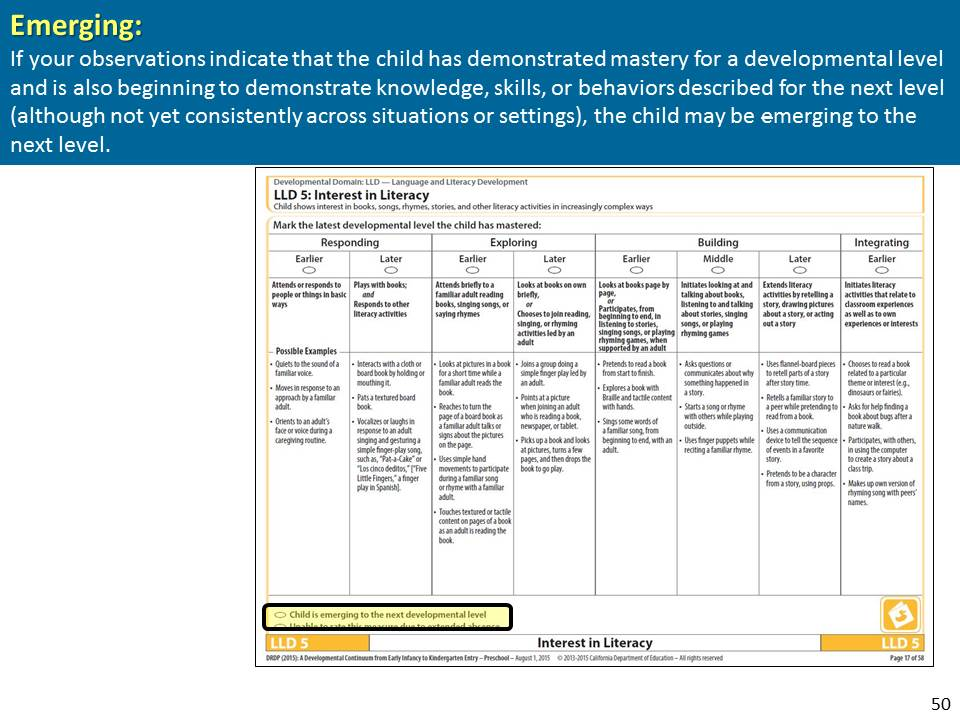 Emerging:
If your observations indicate that the child has demonstrated mastery for a developmental level
and is also beginning to demonstrate knowledge, skills, or behaviors described for the next level
(although not yet consistently across situations or settings), the child may be emerging to the
next level.
Developmental Domain: LLD — Language and Literacy Development
LLD 5: Interest in Literacy
Child shows interest in books, songs, rhymes, stories, and other literacy activities in increasingly complex ways
Mark the latest developmental level the child has mastered:
Responding Exploring Building Integrating
Earlier Later Earlier Later Earlier Middle Later Earlier
Attends or responds to
people or things in basic
ways
Plays with books;
and
Responds to other
literacy activities
Attends briefly to a
familiar adult reading
books, singing songs, or
saying rhymes
Looks at books on own
briefly,
or
Chooses to join reading,
singing, or rhyming
activities led by an
adult
Looks at books page by
page,
or
Participates, from
beginning to end, in
listening to stories,
singing songs, or playing
rhyming games, when
supported by an adult
Initiates looking at and
talking about books,
listening to and talking
about stories, singing
songs, or playing
rhyming games
Extends literacy
activities by retelling a
story, drawing pictures
about a story, or acting
out a story
Initiates literacy
activities that relate to
classroom experiences
as well as to own
experiences or interests
Possible Examples
• Quiets to the sound of a
familiar voice.
• Moves in response to an
approach by a familiar
adult.
• Orients to an adult's
face or voice during a
caregiving routine.
• Interacts with a cloth or
board book by holding or
mouthing it.
• Pats a textured board
book.
• Vocalizes or laughs in
response to an adult
singing and gesturing a
simple finger-play song,
such as, "Pat-a-Cake" or
"Los cinco deditos," ["Five
Little Fingers," a finger
play in Spanish].
• Looks at pictures in a book
for a short time while a
familiar adult reads the
book.
• Reaches to turn the
page of a board book as
a familiar adult talks or
signs about the pictures
on the page.
• Uses simple hand
movements to participate
during a familiar song
or rhyme with a familiar
adult.
• Touches textured or tactile
content on pages of a book
as an adult is reading the
book.
• Joins a group doing a
simple finger play led by
an adult.
• Points at a picture
when joining an adult
who is reading a book,
newspaper, or tablet.
• Picks up a book and looks
at pictures, turns a few
pages, and then drops the
book to go play.
• Pretends to read a book
from start to finish.
• Explores a book with
Braille and tactile content
with hands.
• Sings some words of
a familiar song, from
beginning to end, with an
adult.
• Asks questions or
communicates about why
something happened in
a story.
• Starts a song or rhyme
with others while playing
outside.
• Uses finger puppets while
reciting a familiar rhyme.
• Uses flannel-board pieces
to retell parts of a story
after story time.
• Retells a familiar story to
a peer while pretending to
read from a book.
• Uses a communication
device to tell the sequence
of events in a favorite
story.
• Pretends to be a character
from a story, using props.
• Chooses to read a book
related to a particular
theme or interest (e.g.,
dinosaurs or fairies).
• Asks for help finding a
book about bugs after a
nature walk.
• Participates, with others,
in using the computer
to create a story about a
class trip.
• Makes up own version of
rhyming song with peers'
names.
Child is emerging to the next developmental level
Unable to rate this measure due to extended absence
LLD 5 Interest in Literacy LLD 5
DRDP (2015): A Developmental Continuum from Early Infancy to Kindergarten Entry – Preschool – August 1, 2015 © 2013-2015 California Department of Education – All rights reserved Page 17 of 58
50